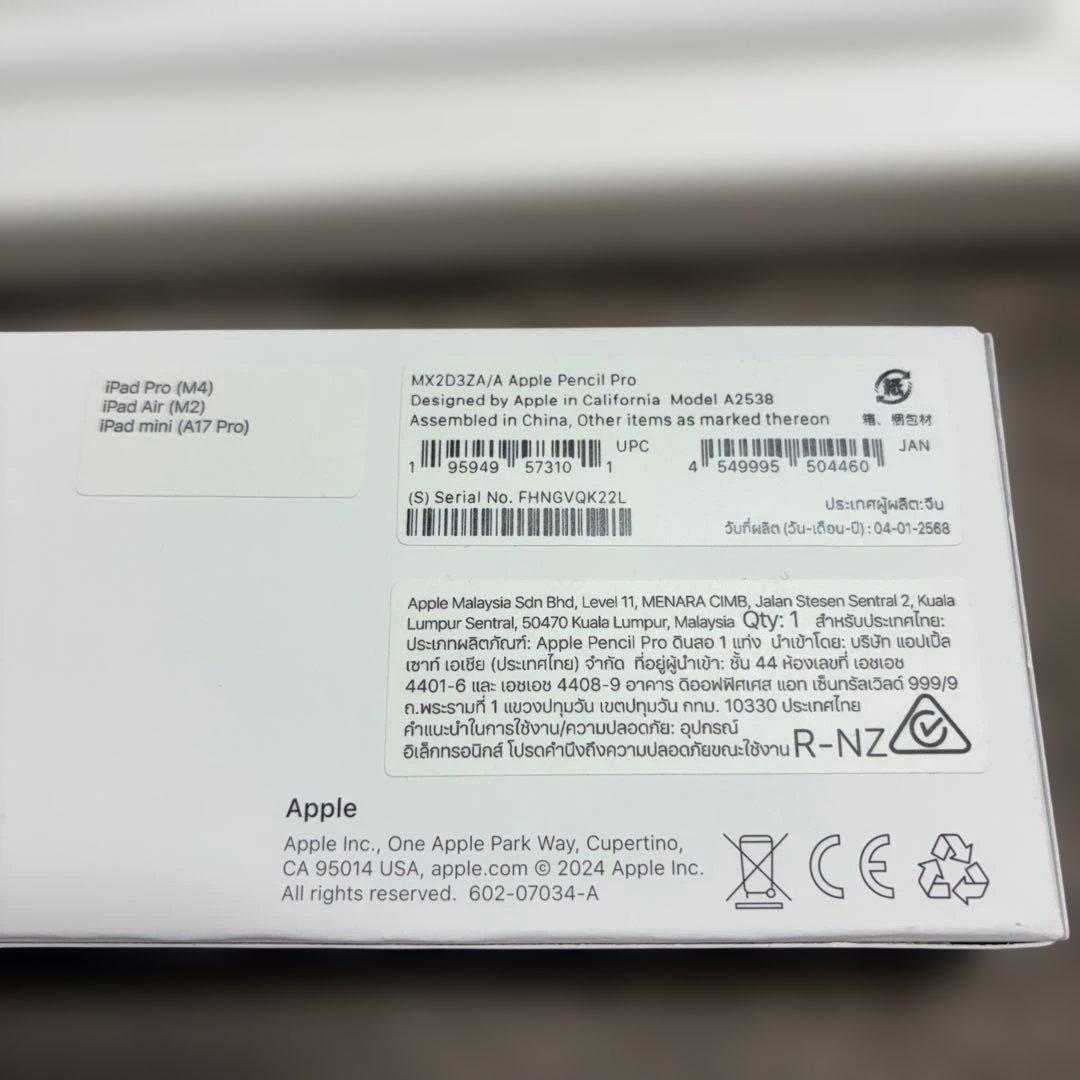 iPad Pro (M4)
iPad Air (M2)
iPad mini (A17 Pro)
MX2D3ZA/A Apple Pencil Pro
Designed by Apple in California Model A2538
Assembled in China, Other items as marked thereon
紙
箱、梱包材
UPC
1 95949 57310 1
JAN
4 549995 504460
(S) Serial No. FHNGVQK22L
ประเทศผู้ผลิต:จีน
วันที่ผลิต (วัน-เดือน-ปี) : 04-01-2568
Apple Malaysia Sdn Bhd, Level 11, MENARA CIMB, Jalan Stesen Sentral 2, Kuala
Lumpur Sentral, 50470 Kuala Lumpur, Malaysia Qty: 1 สำหรับประเทศไทย:
ประเภทผลิตภัณฑ์: Apple Pencil Pro ดินสอ 1 แท่ง นำเข้าโดย: บริษัท แอปเปิ้ล
เซาท์ เอเชีย (ประเทศไทย) จำกัด ที่อยู่ผู้นำเข้า: ชั้น 44 ห้องเลขที่ เอชเอช
4401-6 และ เอชเอช 4408-9 อาคาร ดิออฟฟิศเศส แอท เซ็นทรัลเวิลด์ 999/9
ถ.พระรามที่ 1 แขวงปทุมวัน เขตปทุมวัน กทม. 10330 ประเทศไทย
คำแนะนำในการใช้งาน/ความปลอดภัย: อุปกรณ์
อิเล็กทรอนิกส์ โปรดคำนึงถึงความปลอดภัยขณะใช้งาน R-NZ
Apple
Apple Inc., One Apple Park Way, Cupertino,
CA 95014 USA, apple.com © 2024 Apple Inc.
All rights reserved. 602-07034-A
CE